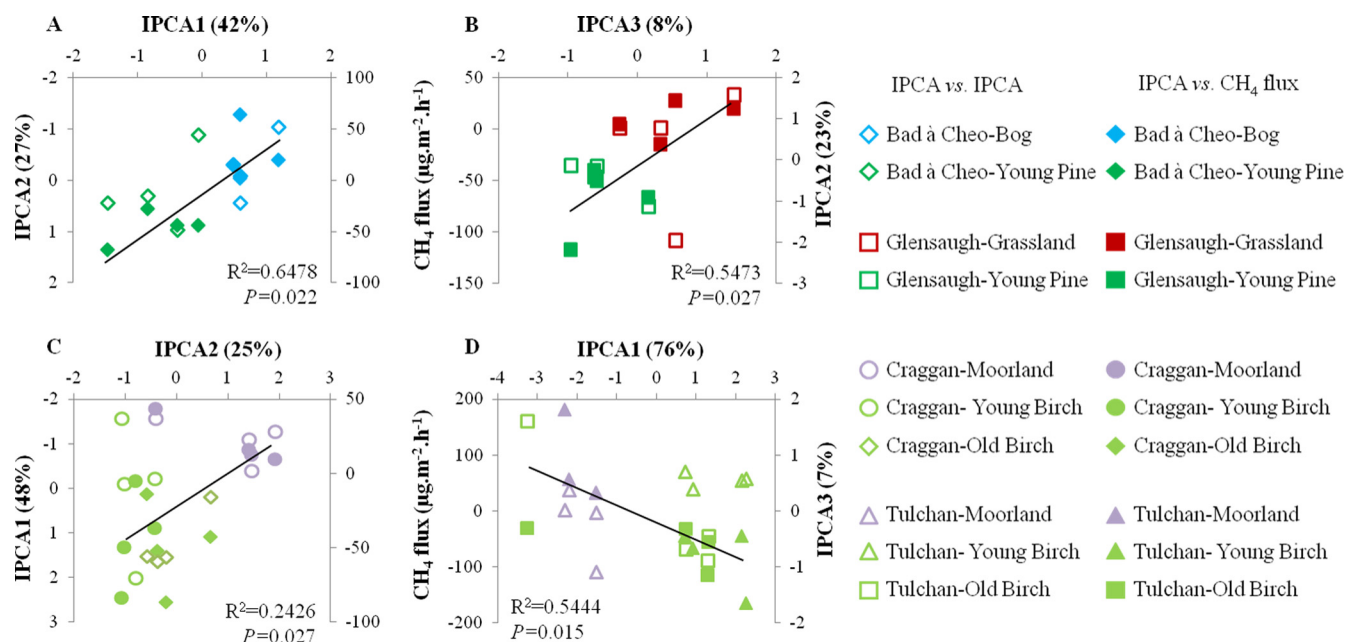 A
IPCA1 (42%)
-2 -1 0 1 2
-2 -1 0 1 2
IPCA2 (27%)
100 50 0 -50 -100
R²=0.6478
P=0.022
B
IPCA3 (8%)
-2 -1 0 1 2
50 0 -50 -100 -150
CH₄ flux (µg.m⁻².h⁻¹)
2 1 0 -1 -2 -3
IPCA2 (23%)
R²=0.5473
P=0.027
C
IPCA2 (25%)
-2 -1 0 1 2 3
-2 -1 0 1 2 3
IPCA1 (48%)
50 0 -50 -100
R²=0.2426
P=0.027
D
IPCA1 (76%)
-4 -3 -2 -1 0 1 2 3
200 100 0 -100 -200
CH₄ flux (µg.m⁻².h⁻¹)
2 1 0 -1 -2
IPCA3 (7%)
R²=0.5444
P=0.015
IPCA vs. IPCA
IPCA vs. CH₄ flux
Bad à Cheo-Bog
Bad à Cheo-Bog
Bad à Cheo-Young Pine
Bad à Cheo-Young Pine
Glensaugh-Grassland
Glensaugh-Grassland
Glensaugh-Young Pine
Glensaugh-Young Pine
Craggan-Moorland
Craggan-Moorland
Craggan- Young Birch
Craggan- Young Birch
Craggan-Old Birch
Craggan-Old Birch
Tulchan-Moorland
Tulchan-Moorland
Tulchan- Young Birch
Tulchan- Young Birch
Tulchan-Old Birch
Tulchan-Old Birch